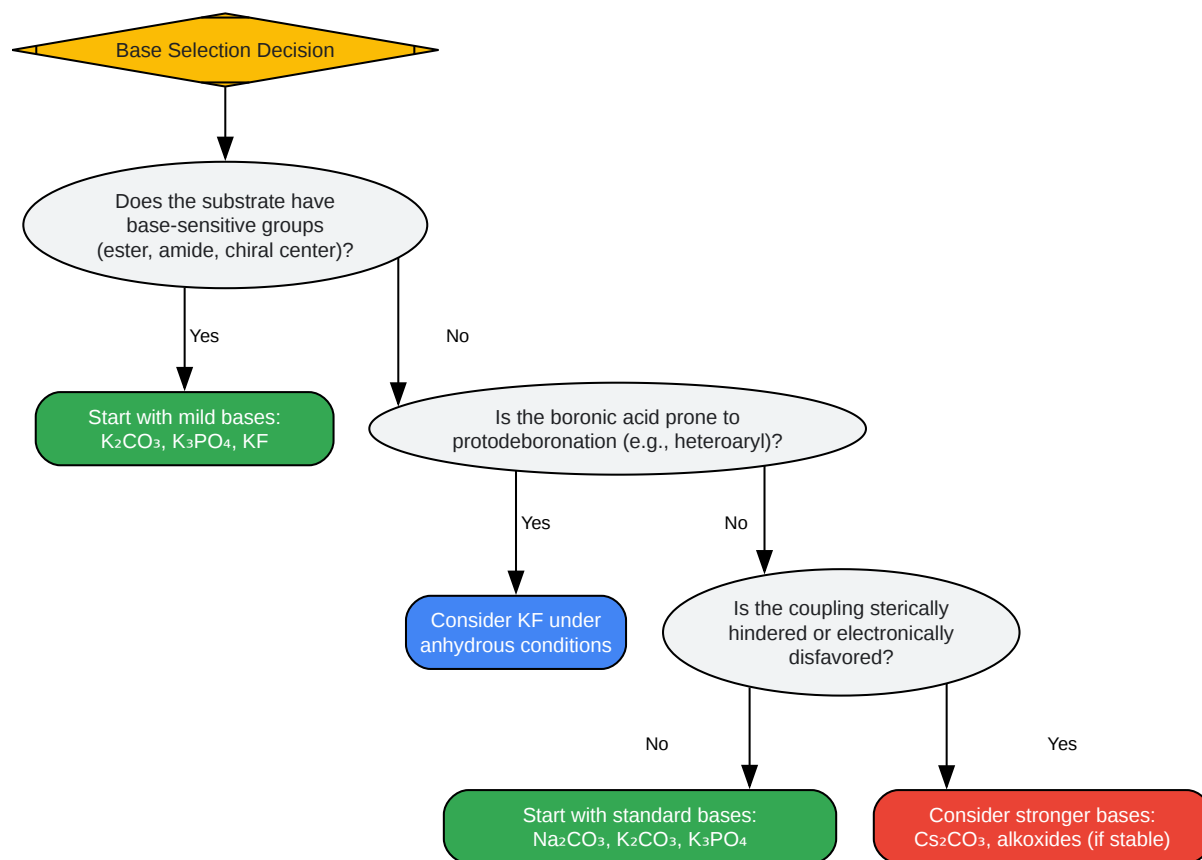 Base Selection Decision
Does the substrate have
base-sensitive groups
(ester, amide, chiral center)?
Yes
No
Start with mild bases:
K₂CO₃, K₃PO₄, KF
Is the boronic acid prone to
protodeboronation (e.g., heteroaryl)?
Yes
No
Consider KF under
anhydrous conditions
Is the coupling sterically
hindered or electronically
disfavored?
No
Yes
Start with standard bases:
Na₂CO₃, K₂CO₃, K₃PO₄
Consider stronger bases:
Cs₂CO₃, alkoxides (if stable)